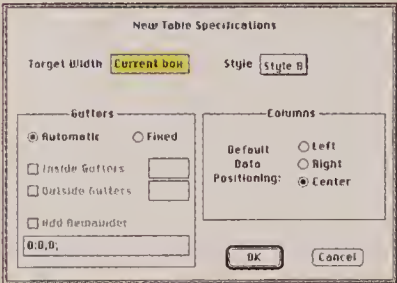 New Table Specifications
Target Width Current box Style Style B
Gutters
Automatic Fixed
Inside Gutters
Outside Gutters
Add Remainder
0:0,0;
Columns
Default Data Positioning:
Left
Right
Center
OK Cancel